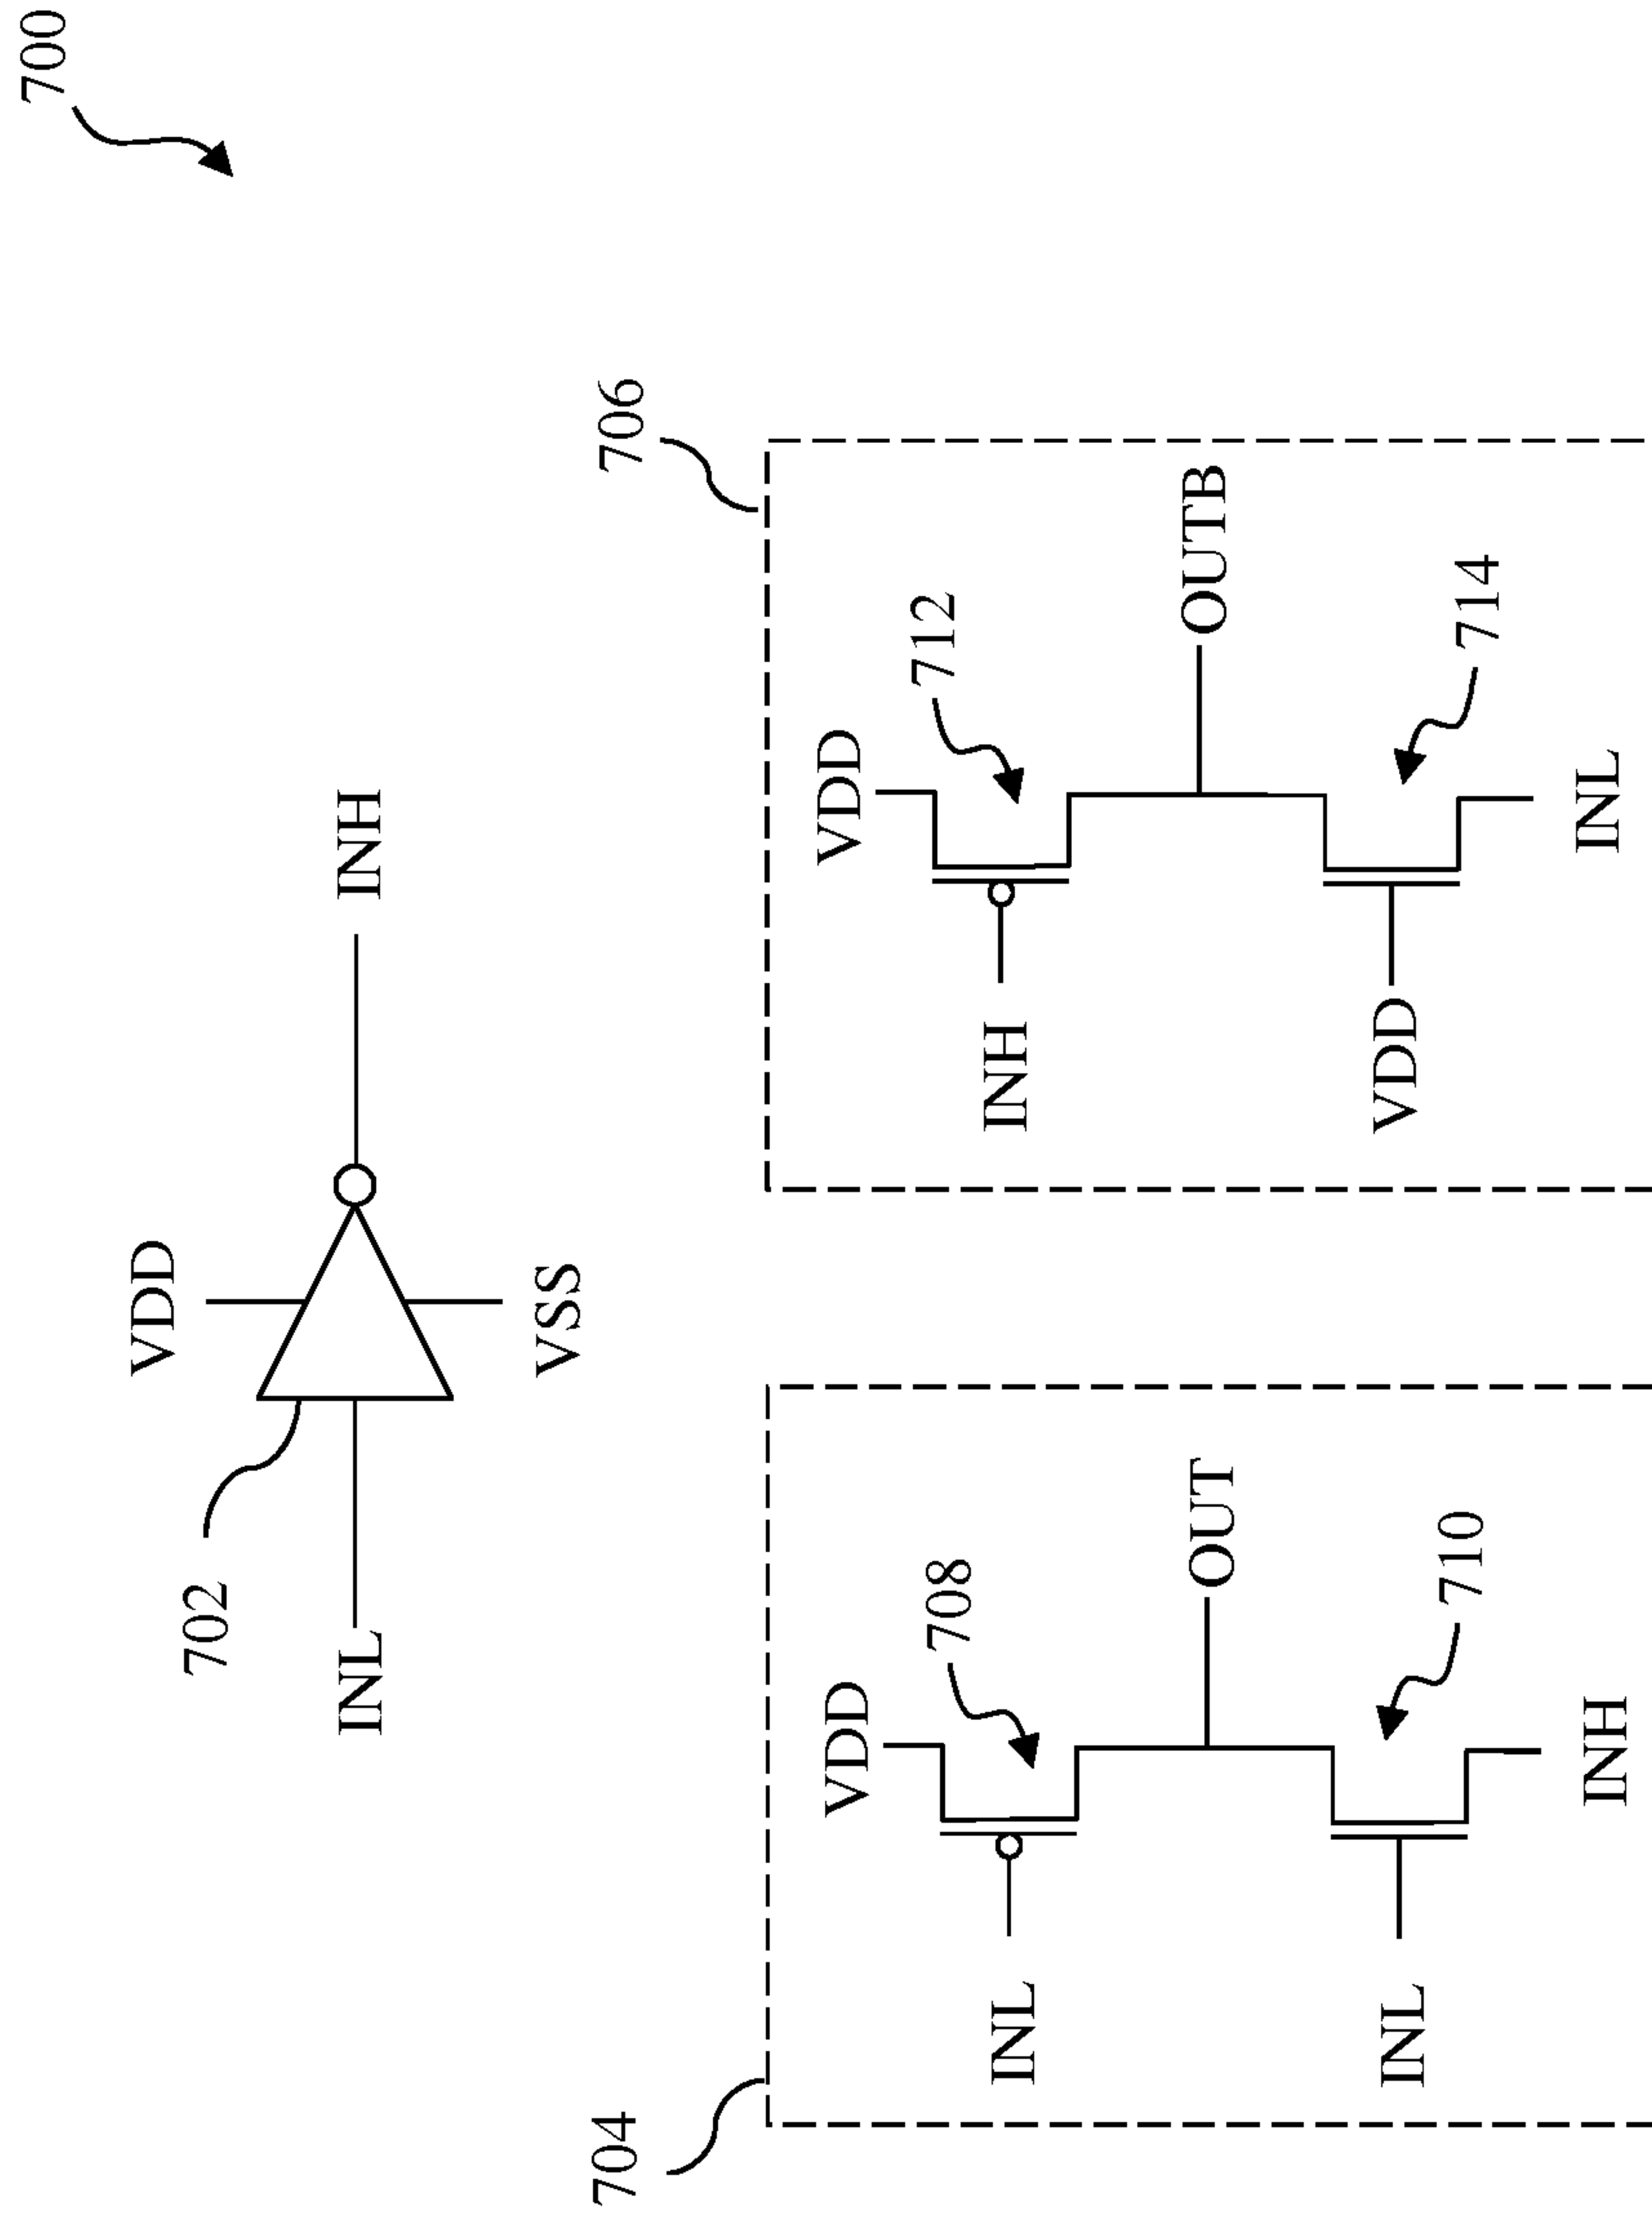 700
VDD
702
INL
INH
VSS
704
706
VDD
708
INL
OUT
710
INL
INH
VDD
712
INH
OUTB
714
VDD
INL